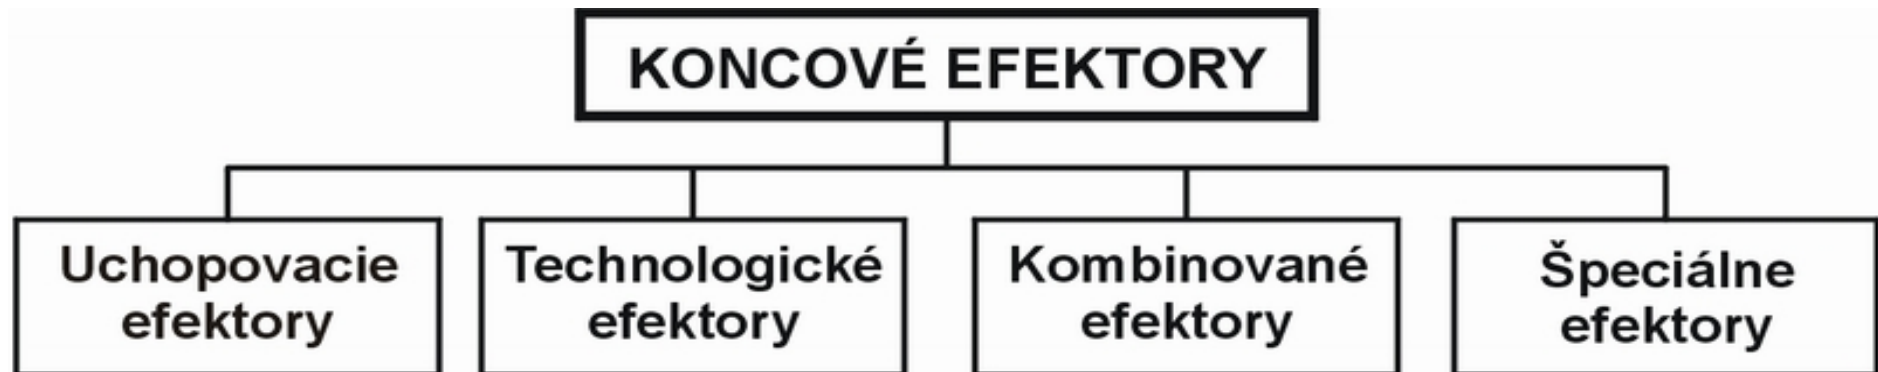 KONCOVÉ EFEKTORY
Uchopovacie
efektory
Technologické
efektory
Kombinované
efektory
Špeciálne
efektory